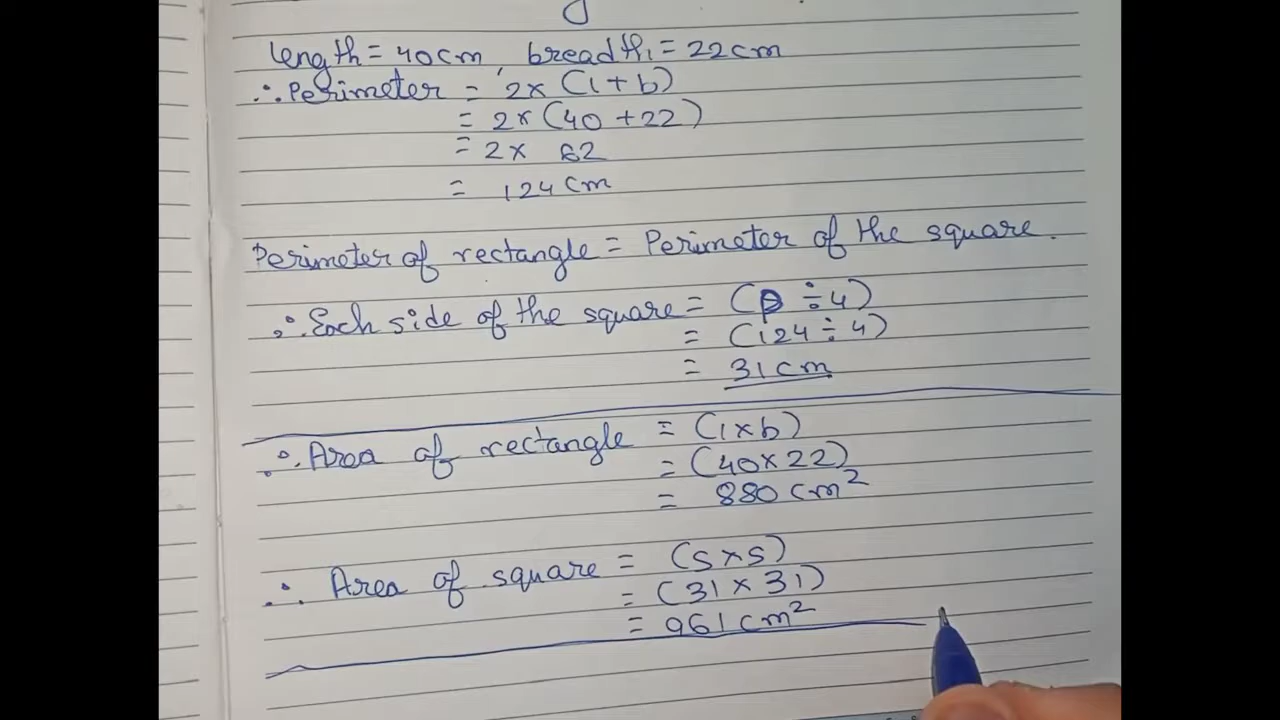 length = 40cm, breadth = 22cm
∴ Perimeter = 2x (l + b)
= 2x (40 + 22)
= 2x 62
= 124 cm
Perimeter of rectangle = Perimeter of the square.
∴ Each side of the square = (P ÷ 4)
= (124 ÷ 4)
= 31 cm
∴ Area of rectangle = (l x b)
= (40 x 22)
= 880 cm²
∴ Area of square = (s x s)
= (31 x 31)
= 961 cm²